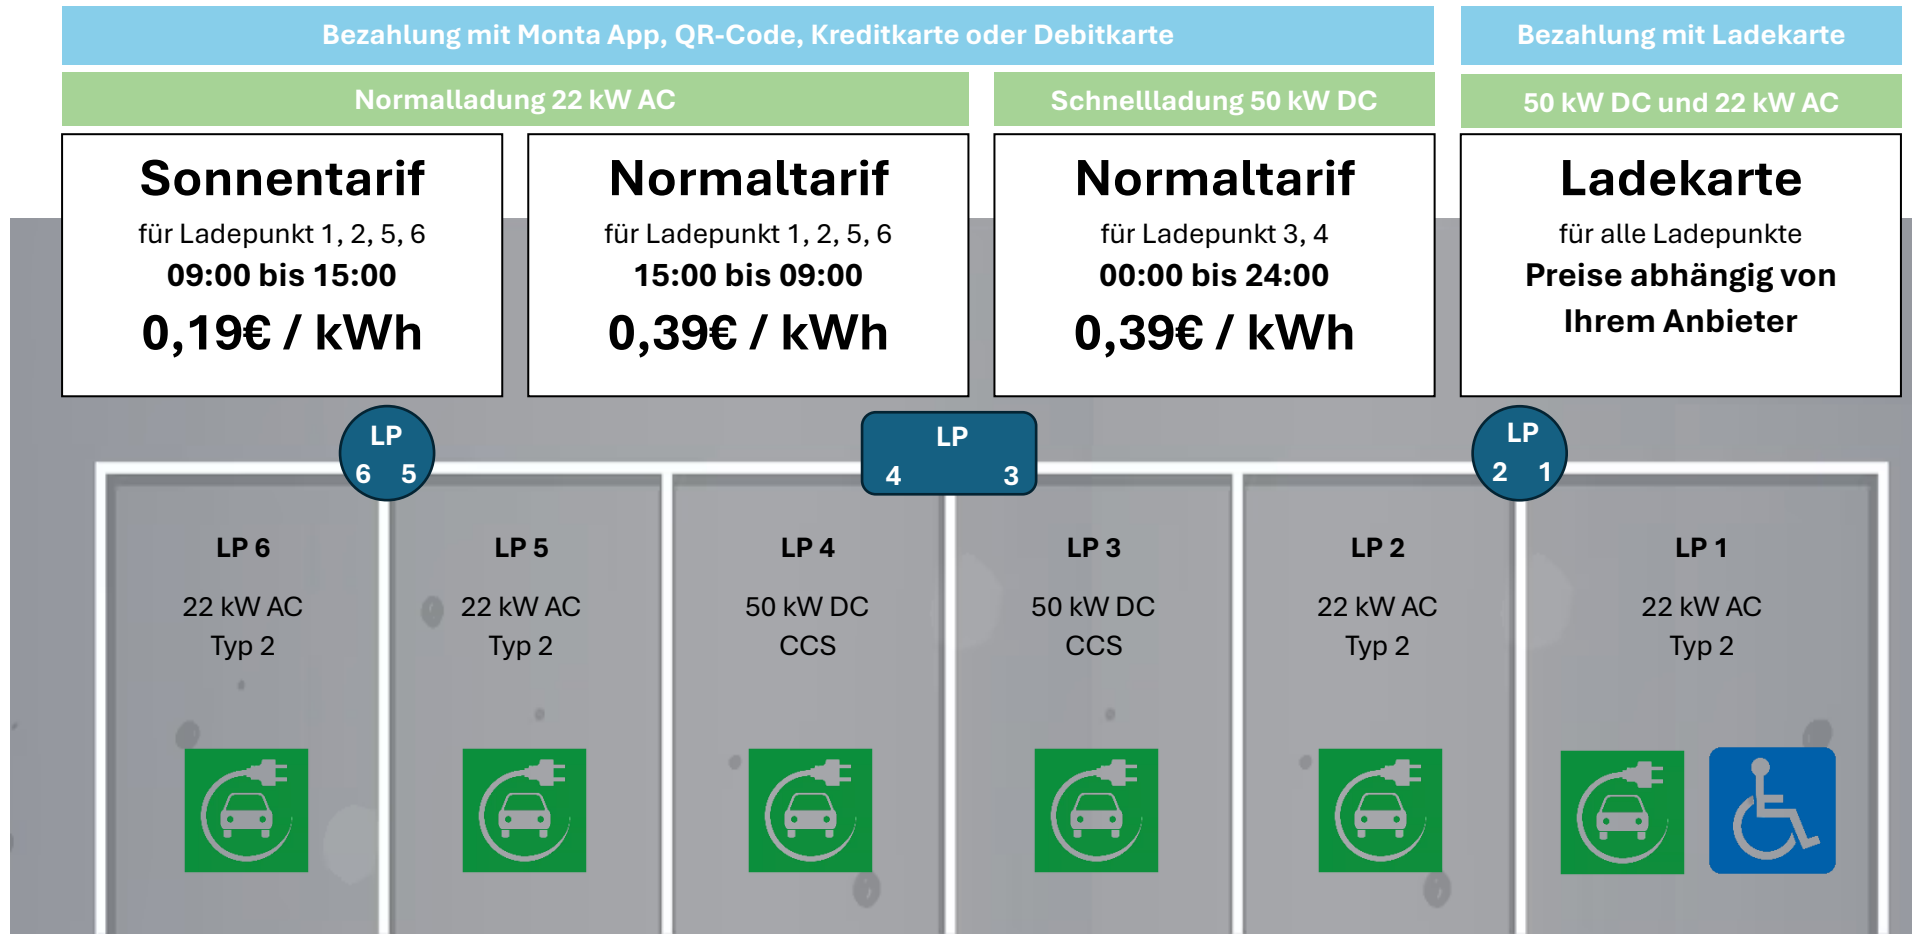 Bezahlung mit Monta App, QR-Code, Kreditkarte oder Debitkarte
Bezahlung mit Ladekarte
Normalladung 22 kW AC
Schnellladung 50 kW DC
50 kW DC und 22 kW AC
Sonnentarif
für Ladepunkt 1, 2, 5, 6
09:00 bis 15:00
0,19€ / kWh
Normaltarif
für Ladepunkt 1, 2, 5, 6
15:00 bis 09:00
0,39€ / kWh
Normaltarif
für Ladepunkt 3, 4
00:00 bis 24:00
0,39€ / kWh
Ladekarte
für alle Ladepunkte
Preise abhängig von
Ihrem Anbieter
LP
6 5
LP
4 3
LP
2 1
LP 6
22 kW AC
Typ 2
LP 5
22 kW AC
Typ 2
LP 4
50 kW DC
CCS
LP 3
50 kW DC
CCS
LP 2
22 kW AC
Typ 2
LP 1
22 kW AC
Typ 2